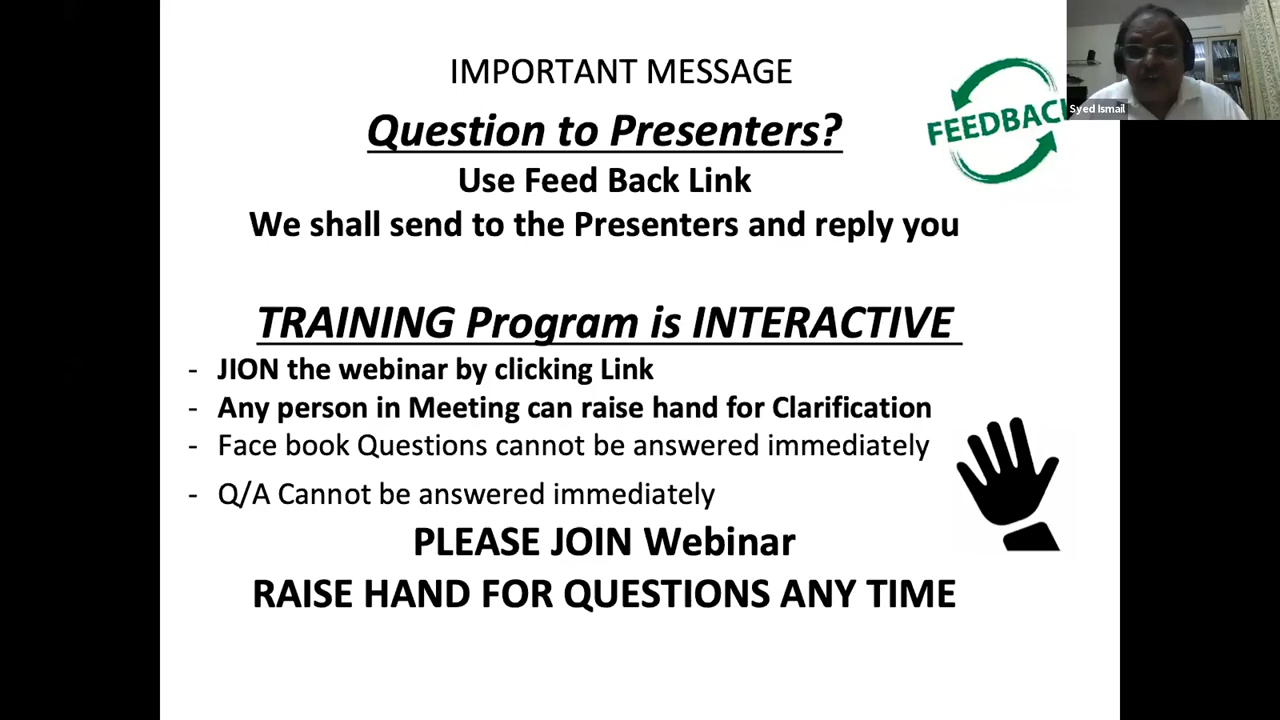 IMPORTANT MESSAGE
Question to Presenters?
Use Feed Back Link
We shall send to the Presenters and reply you
FEEDBAC
Syed Ismail
TRAINING Program is INTERACTIVE
- JION the webinar by clicking Link
- Any person in Meeting can raise hand for Clarification
- Face book Questions cannot be answered immediately
- Q/A Cannot be answered immediately
PLEASE JOIN Webinar
RAISE HAND FOR QUESTIONS ANY TIME